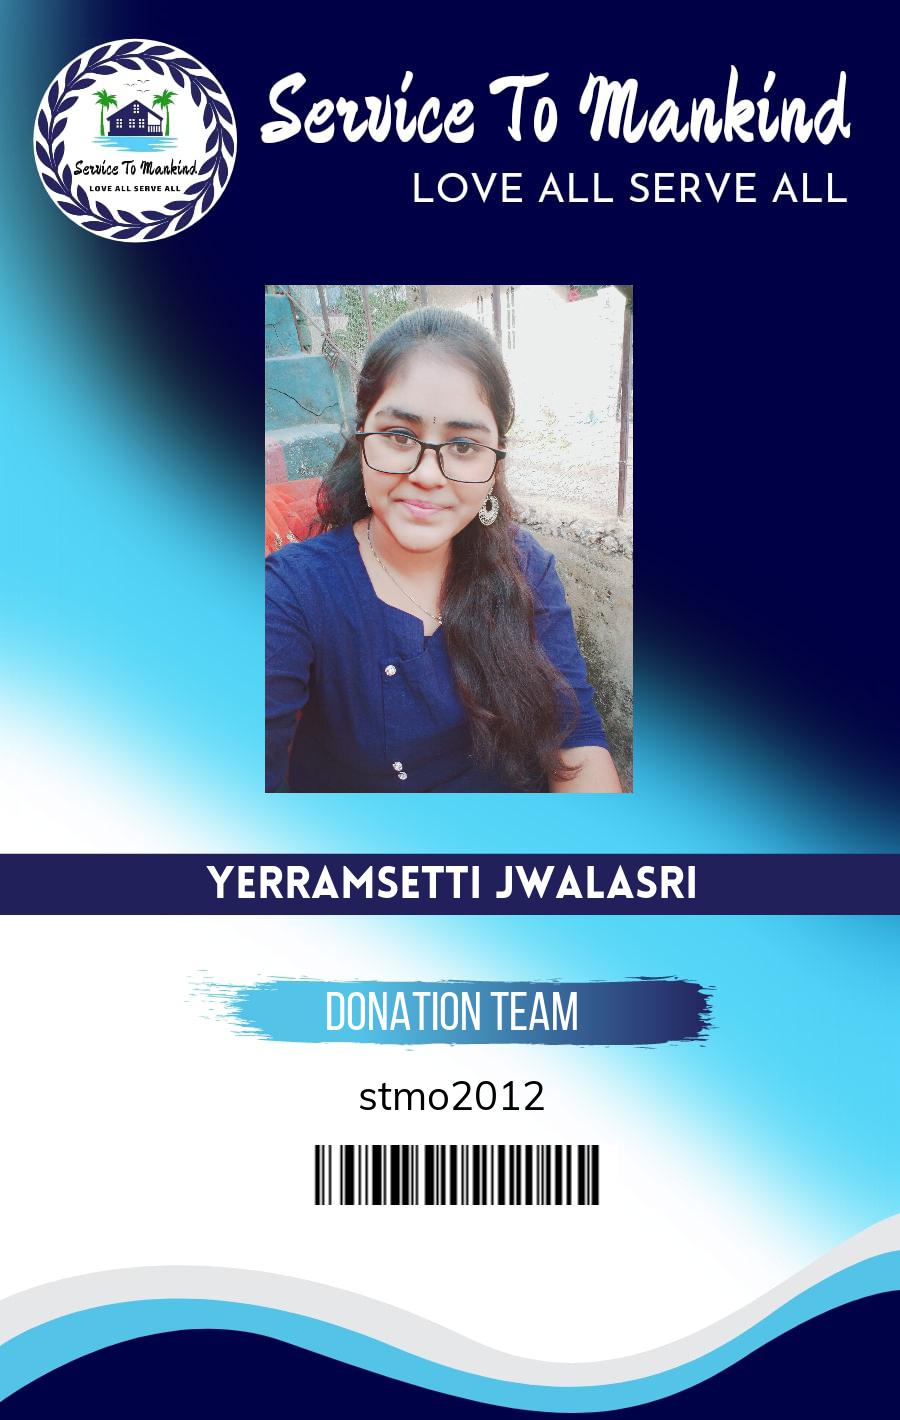 Service To Mankind
LOVE ALL SERVE ALL
Service To Mankind
LOVE ALL SERVE ALL
YERRAMSETTI JWALASRI
DONATION TEAM
stmo2012